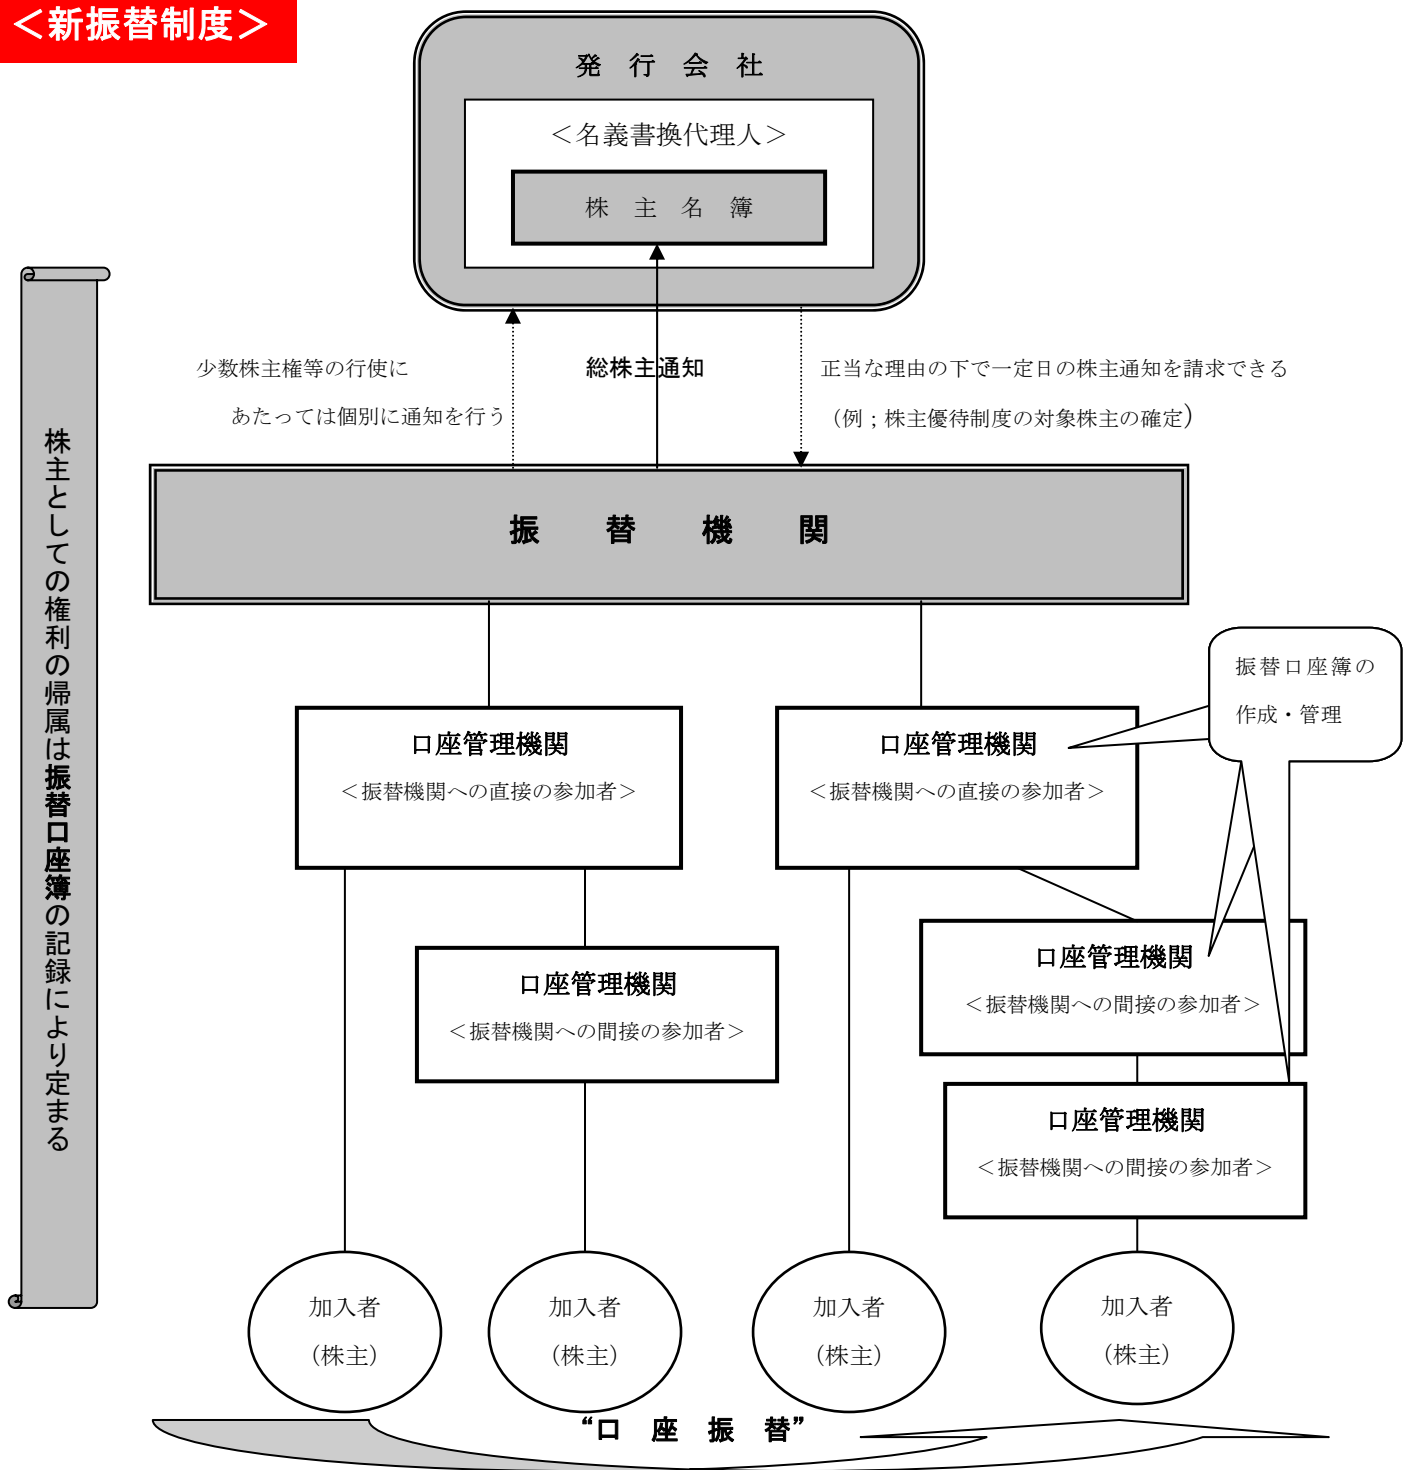 ＜新振替制度＞
発　行　会　社
＜名義書換代理人＞
株　主　名　簿
少数株主権等の行使に
あたっては個別に通知を行う
総株主通知
正当な理由の下で一定日の株主通知を請求できる
（例；株主優待制度の対象株主の確定）
株主としての権利の帰属は振替口座簿の記録により定まる
振　替　機　関
振替口座簿の
作成・管理
口座管理機関
＜振替機関への直接の参加者＞
口座管理機関
＜振替機関への直接の参加者＞
口座管理機関
＜振替機関への間接の参加者＞
口座管理機関
＜振替機関への間接の参加者＞
口座管理機関
＜振替機関への間接の参加者＞
加入者
（株主）
加入者
（株主）
加入者
（株主）
加入者
（株主）
“口　座　振　替”